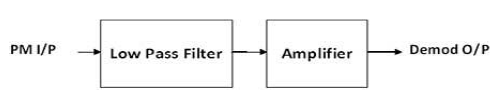 PM I/P
Low Pass Filter
Amplifier
Demod O/P